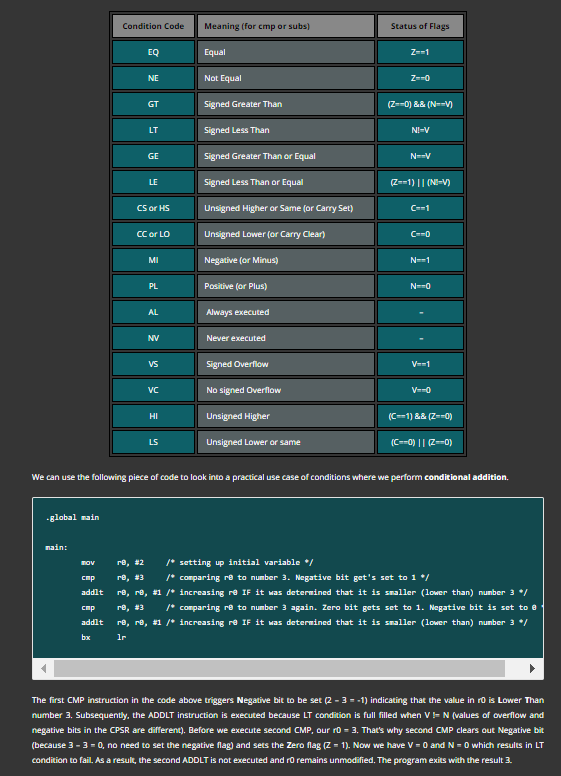 Condition Code Meaning (for cmp or subs) Status of Flags
EQ Equal Z==1
NE Not Equal Z==0
GT Signed Greater Than (Z==0) && (N==V)
LT Signed Less Than N!=V
GE Signed Greater Than or Equal N==V
LE Signed Less Than or Equal (Z==1) || (N!=V)
CS or HS Unsigned Higher or Same (or Carry Set) C==1
CC or LO Unsigned Lower (or Carry Clear) C==0
MI Negative (or Minus) N==1
PL Positive (or Plus) N==0
AL Always executed –
NV Never executed –
VS Signed Overflow V==1
VC No signed Overflow V==0
HI Unsigned Higher (C==1) && (Z==0)
LS Unsigned Lower or same (C==0) || (Z==0)
We can use the following piece of code to look into a practical use case of conditions where we perform conditional addition.
.global main
main:
mov r0, #2 /* setting up initial variable */
cmp r0, #3 /* comparing r0 to number 3. Negative bit get's set to 1 */
addlt r0, r0, #1 /* increasing r0 IF it was determined that it is smaller (lower than) number 3 */
cmp r0, #3 /* comparing r0 to number 3 again. Zero bit gets set to 1. Negative bit is set to 0
addlt r0, r0, #1 /* increasing r0 IF it was determined that it is smaller (lower than) number 3 */
bx lr
The first CMP instruction in the code above triggers Negative bit to be set (2 – 3 = -1) indicating that the value in r0 is Lower Than
number 3. Subsequently, the ADDLT instruction is executed because LT condition is full filled when V != N (values of overflow and
negative bits in the CPSR are different). Before we execute second CMP, our r0 = 3. That's why second CMP clears out Negative bit
(because 3 – 3 = 0, no need to set the negative flag) and sets the Zero flag (Z = 1). Now we have V = 0 and N = 0 which results in LT
condition to fail. As a result, the second ADDLT is not executed and r0 remains unmodified. The program exits with the result 3.